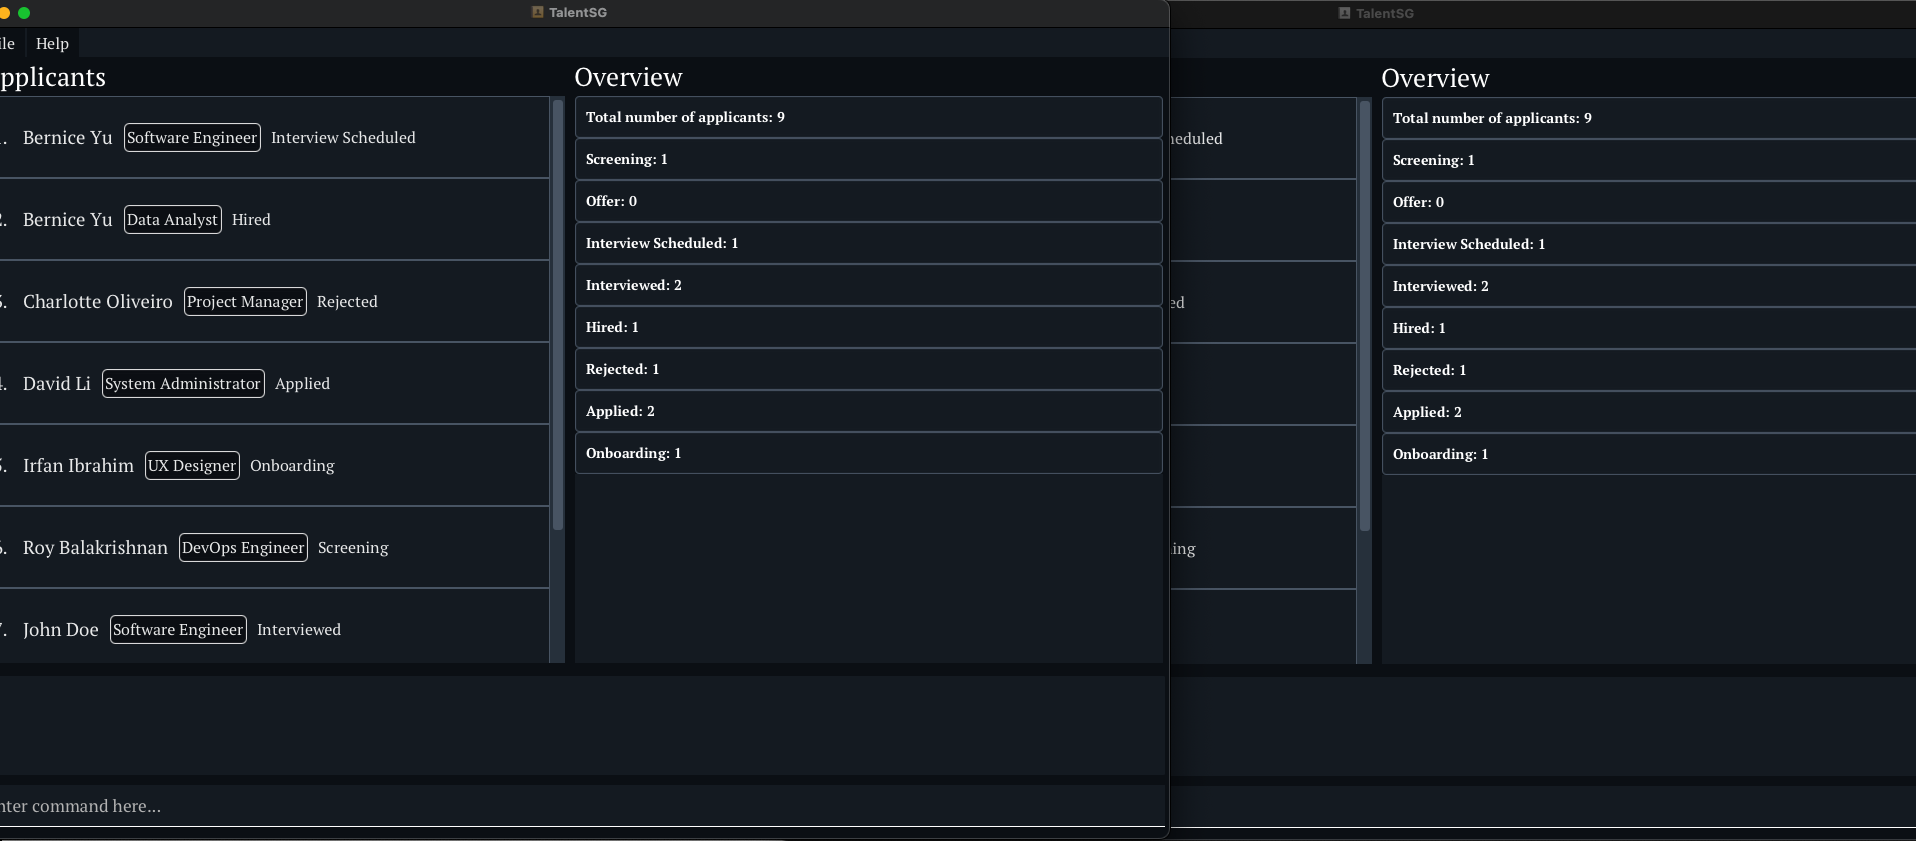 TalentSG
ile Help
pplicants
Bernice Yu Software Engineer Interview Scheduled
2. Bernice Yu Data Analyst Hired
3. Charlotte Oliveiro Project Manager Rejected
4. David Li System Administrator Applied
5. Irfan Ibrahim UX Designer Onboarding
6. Roy Balakrishnan DevOps Engineer Screening
7. John Doe Software Engineer Interviewed
Overview
Total number of applicants: 9
Screening: 1
Offer: 0
Interview Scheduled: 1
Interviewed: 2
Hired: 1
Rejected: 1
Applied: 2
Onboarding: 1
nter command here...
TalentSG
heduled
ed
ing
Overview
Total number of applicants: 9
Screening: 1
Offer: 0
Interview Scheduled: 1
Interviewed: 2
Hired: 1
Rejected: 1
Applied: 2
Onboarding: 1